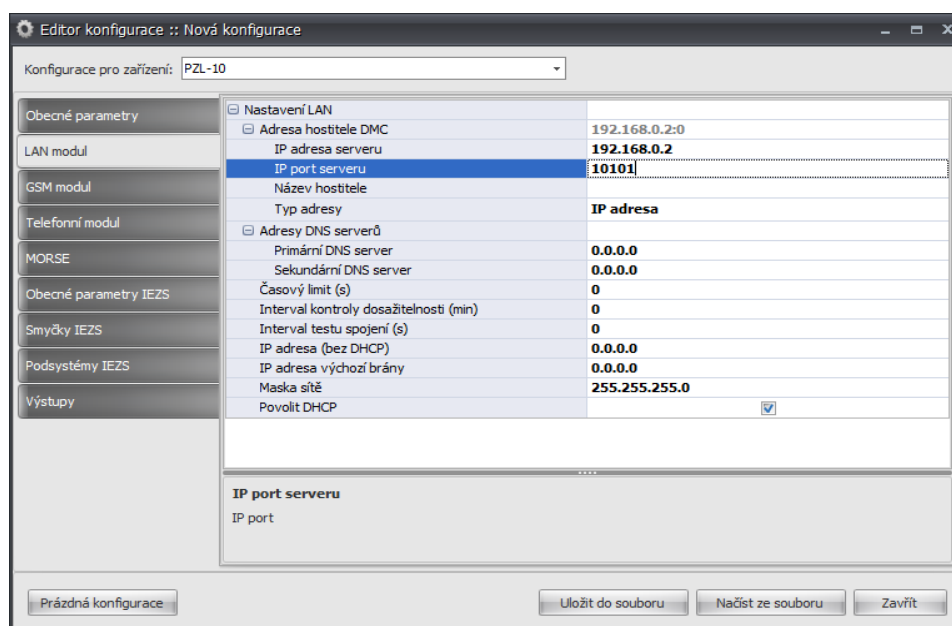 Editor konfigurace :: Nová konfigurace
Konfigurace pro zařízení: PZL-10
Obecné parametry
LAN modul
GSM modul
Telefonní modul
MORSE
Obecné parametry IEZS
Smyčky IEZS
Podsystémy IEZS
Výstupy
Nastavení LAN
Adresa hostitele DMC 192.168.0.2:0
IP adresa serveru 192.168.0.2
IP port serveru 10101
Název hostitele
Typ adresy IP adresa
Adresy DNS serverů
Primární DNS server 0.0.0.0
Sekundární DNS server 0.0.0.0
Časový limit (s) 0
Interval kontroly dosažitelnosti (min) 0
Interval testu spojení (s) 0
IP adresa (bez DHCP) 0.0.0.0
IP adresa výchozí brány 0.0.0.0
Maska sítě 255.255.255.0
Povolit DHCP
IP port serveru
IP port
Prázdná konfigurace Uložit do souboru Načíst ze souboru Zavřít